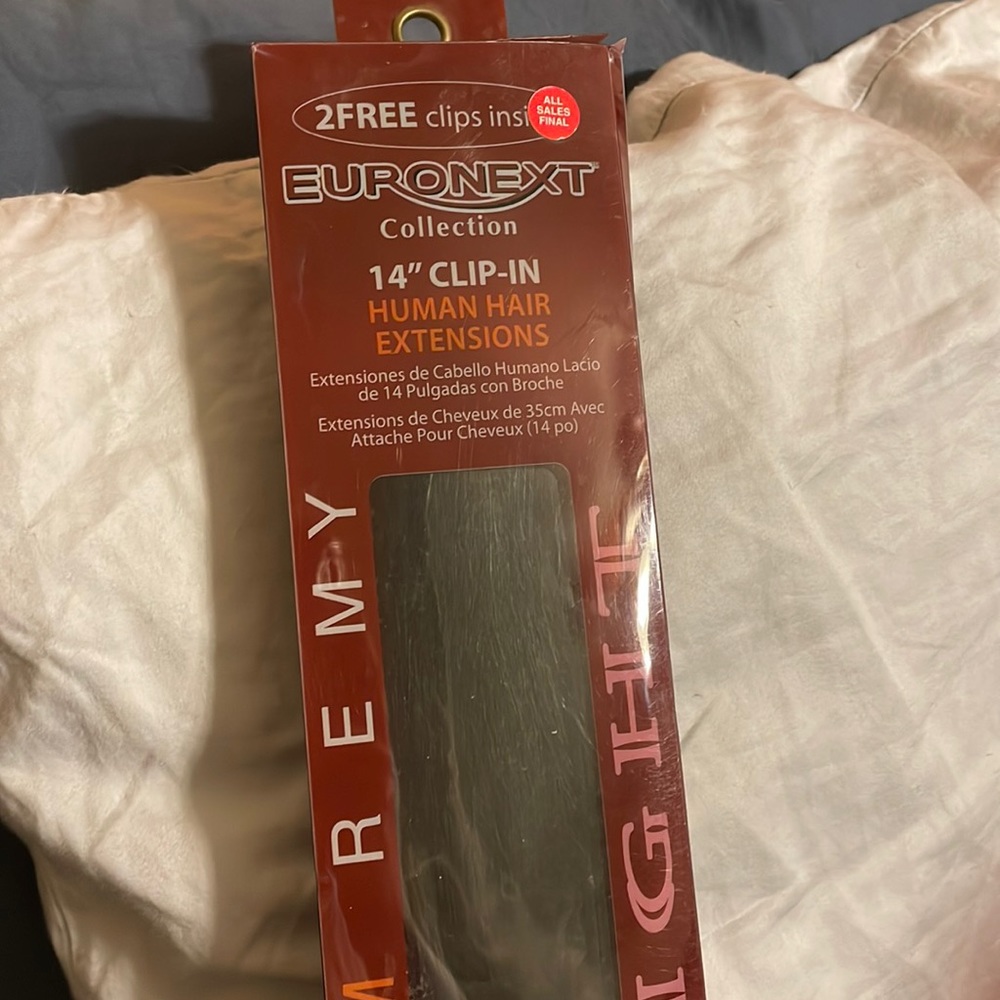 2FREE clips insi
ALL
SALES
FINAL
EURONEXT
Collection
14" CLIP-IN
HUMAN HAIR
EXTENSIONS
Extensiones de Cabello Humano Lacio
de 14 Pulgadas con Broche
Extensions de Cheveux de 35cm Avec
Attache Pour Cheveux (14 po)
REMY
IGHT